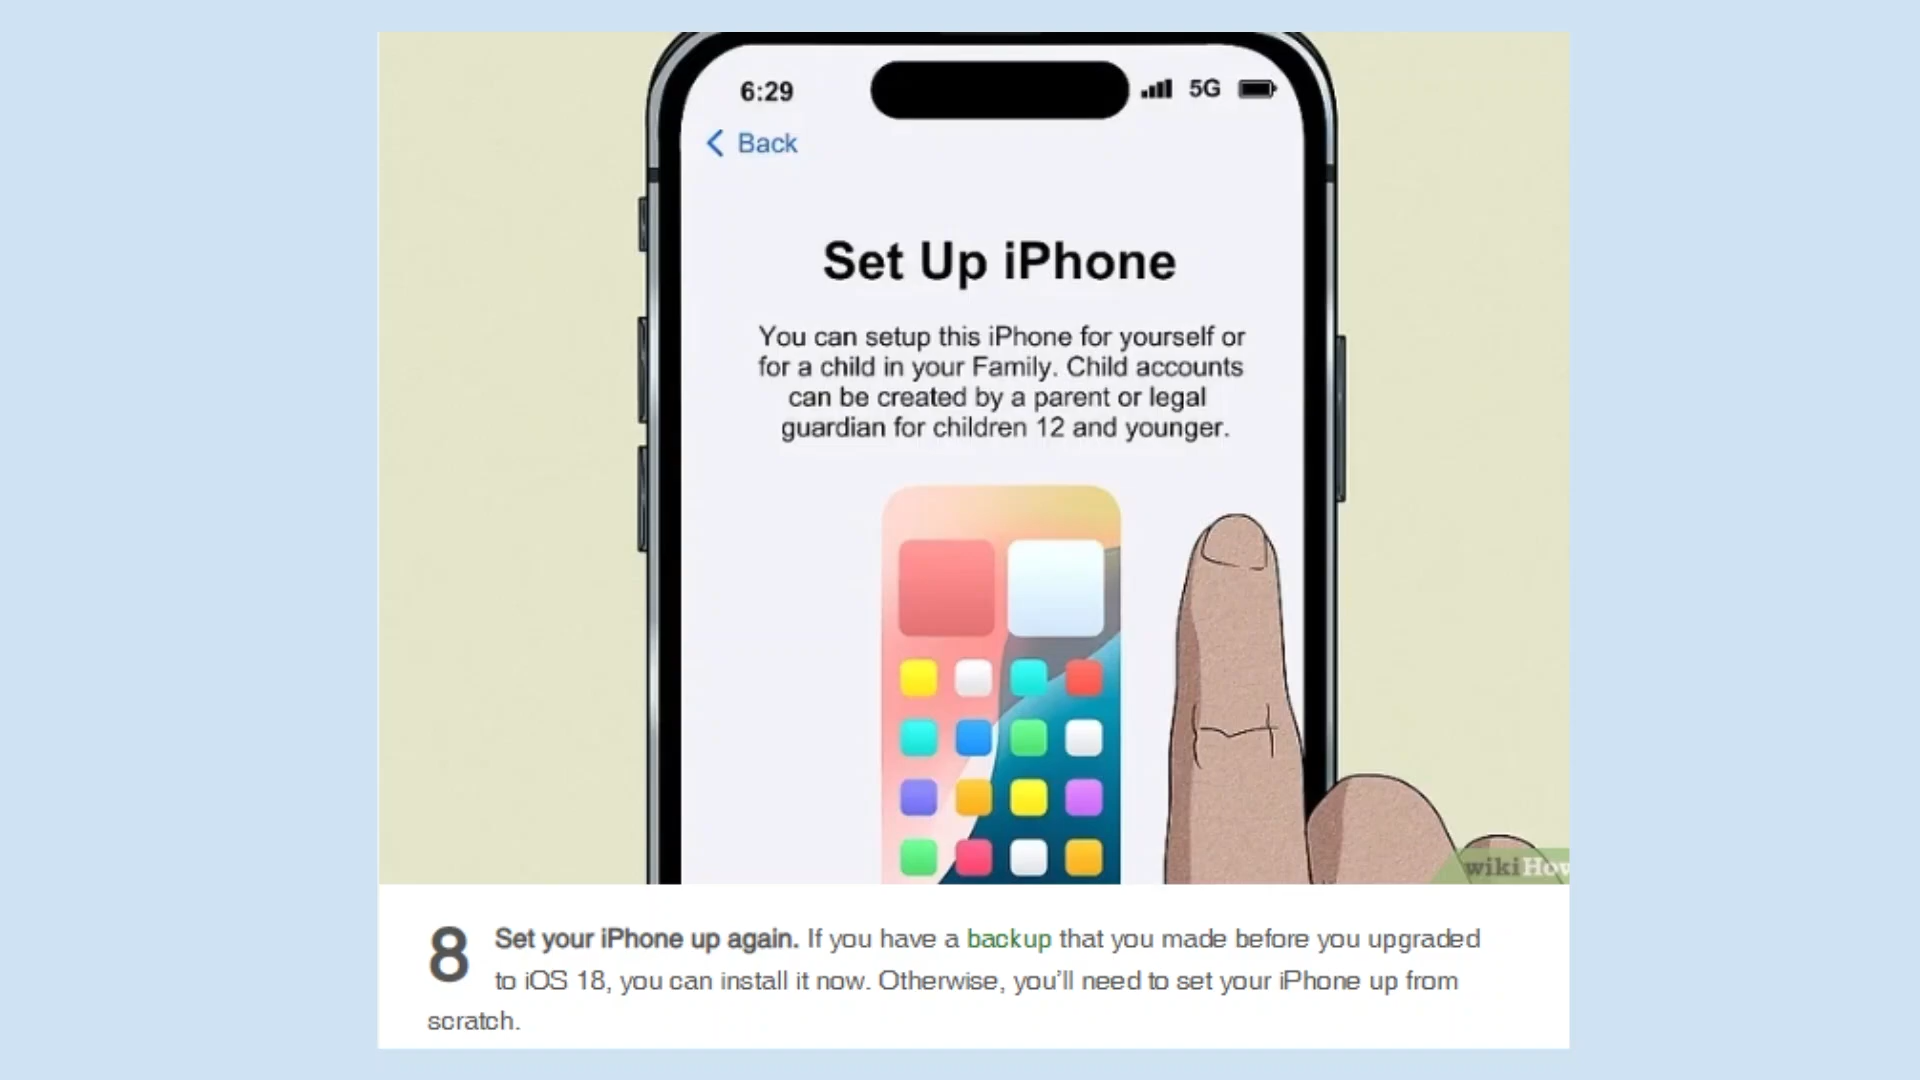 6:29
5G
Back
Set Up iPhone
You can setup this iPhone for yourself or
for a child in your Family. Child accounts
can be created by a parent or legal
guardian for children 12 and younger.
wikiHow
8 Set your iPhone up again. If you have a backup that you made before you upgraded
to iOS 18, you can install it now. Otherwise, you'll need to set your iPhone up from
scratch.